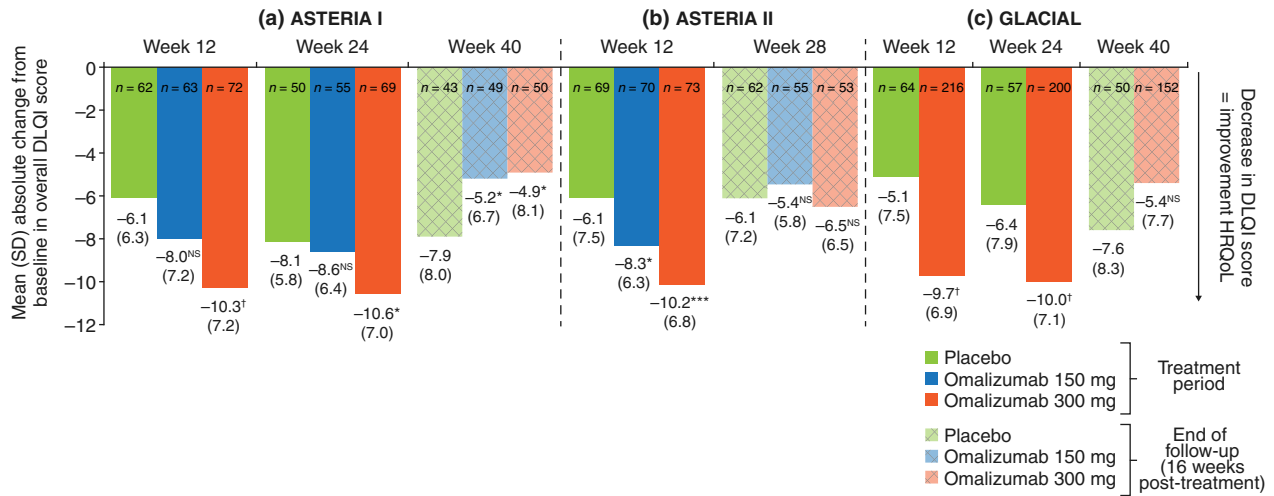 (a) ASTERIA I
(b) ASTERIA II
(c) GLACIAL
Week 12
Week 24
Week 40
Week 12
Week 28
Week 12
Week 24
Week 40
Mean (SD) absolute change from
baseline in overall DLQI score
0
−2
−4
−6
−8
−10
−12
n = 62
n = 63
n = 72
n = 50
n = 55
n = 69
n = 43
n = 49
n = 50
n = 69
n = 70
n = 73
n = 62
n = 55
n = 53
n = 64
n = 216
n = 57
n = 200
n = 50
n = 152
−6.1
(6.3)
−8.0NS
(7.2)
−10.3†
(7.2)
−8.1
(5.8)
−8.6NS
(6.4)
−10.6*
(7.0)
−7.9
(8.0)
−5.2*
(6.7)
−4.9*
(8.1)
−6.1
(7.5)
−8.3*
(6.3)
−10.2***
(6.8)
−6.1
(7.2)
−5.4NS
(5.8)
−6.5NS
(6.5)
−5.1
(7.5)
−9.7†
(6.9)
−6.4
(7.9)
−10.0†
(7.1)
−7.6
(8.3)
−5.4NS
(7.7)
Decrease in DLQI score
= improvement HRQoL
Placebo
Omalizumab 150 mg
Omalizumab 300 mg
Treatment
period
Placebo
Omalizumab 150 mg
Omalizumab 300 mg
End of
follow-up
(16 weeks
post-treatment)